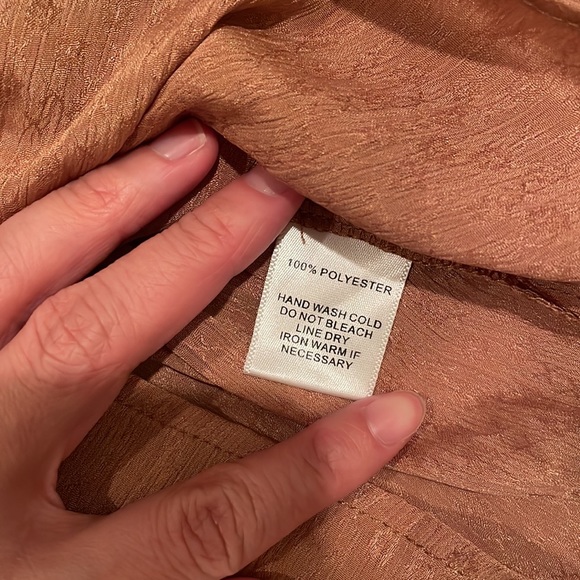 100% POLYESTER
HAND WASH COLD
DO NOT BLEACH
LINE DRY
IRON WARM IF
NECESSARY